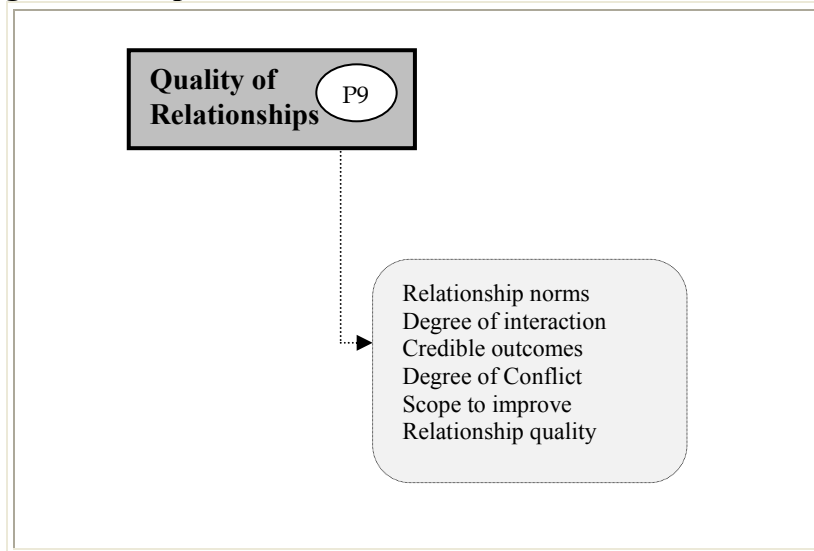 Quality of
Relationships
P9
Relationship norms
Degree of interaction
Credible outcomes
Degree of Conflict
Scope to improve
Relationship quality